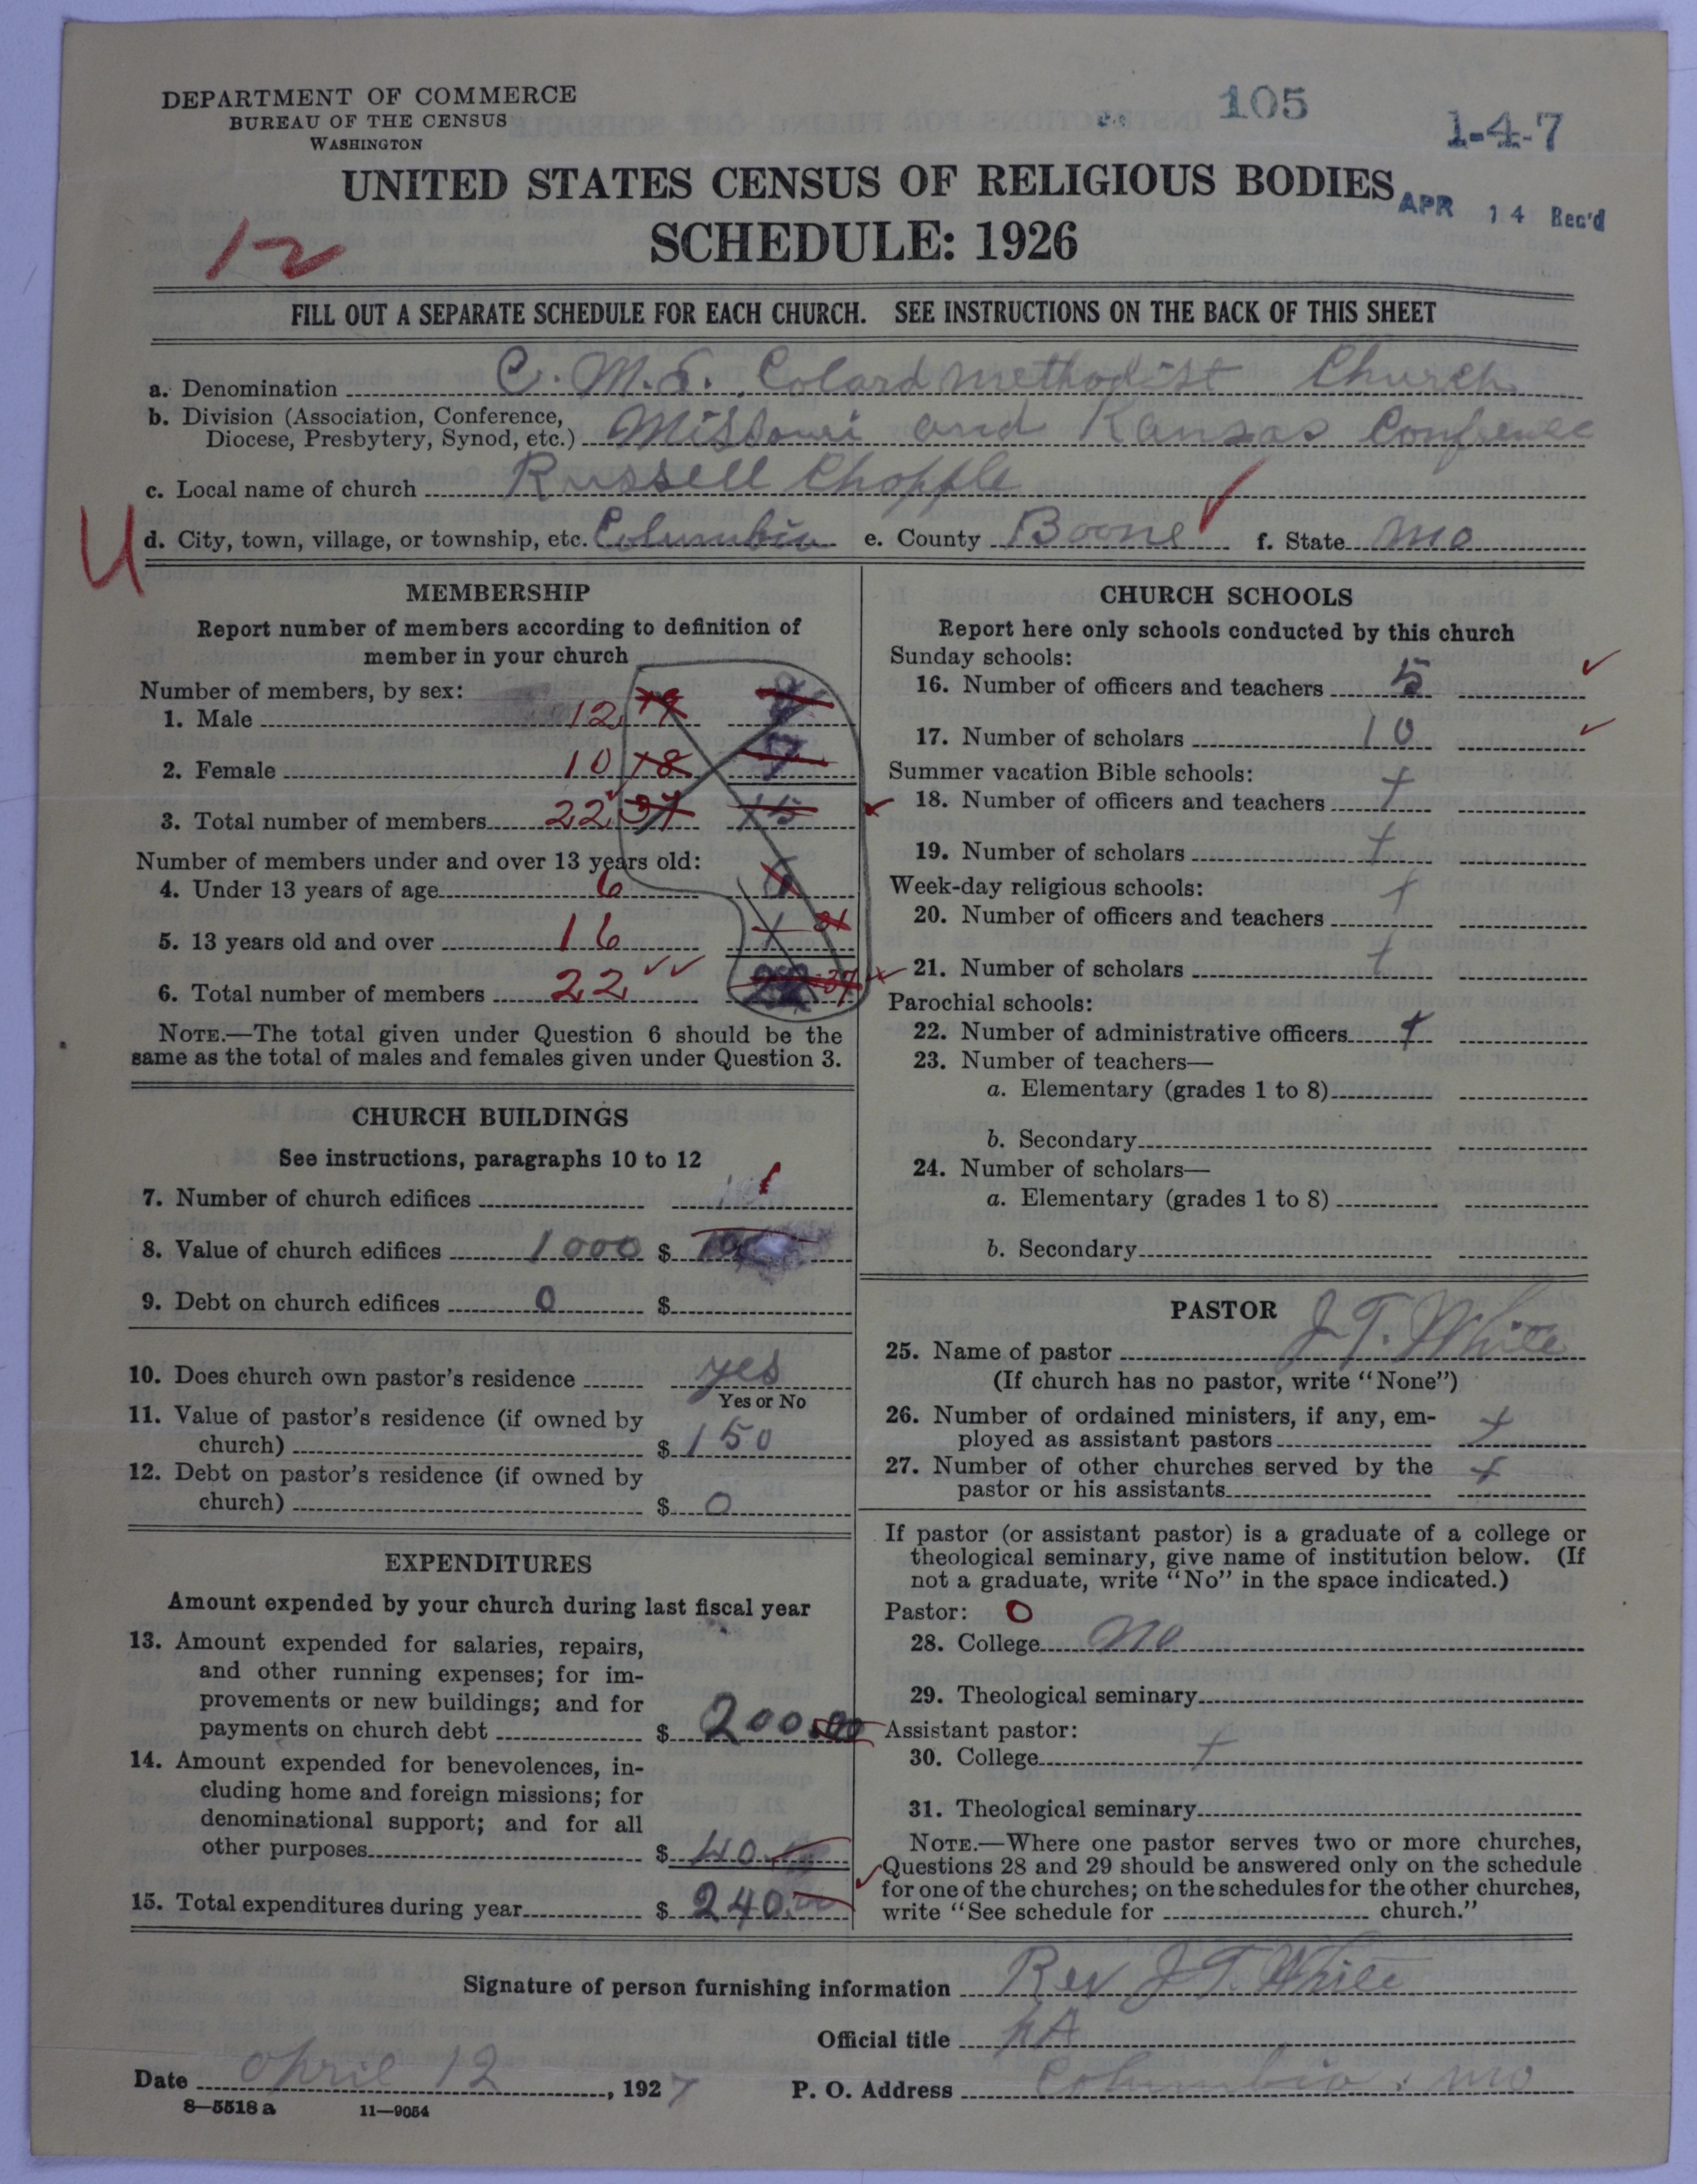 DEPARTMENT OF COMMERCE
BUREAU OF THE CENSUS
WASHINGTON
105
1-4-7
UNITED STATES CENSUS OF RELIGIOUS BODIES
APR 14 Rec'd
SCHEDULE: 1926
12
FILL OUT A SEPARATE SCHEDULE FOR EACH CHURCH. SEE INSTRUCTIONS ON THE BACK OF THIS SHEET
a. Denomination C. M. E. Colard methodist Church
b. Division (Association, Conference,
Diocese, Presbytery, Synod, etc.) Missouri and Kansas Confrence
c. Local name of church Russell Chopple
U
d. City, town, village, or township, etc. Columbia e. County Boone f. State Mo
MEMBERSHIP
Report number of members according to definition of
member in your church
Number of members, by sex:
1. Male 12
2. Female 10 18
3. Total number of members 22 37 15
Number of members under and over 13 years old:
4. Under 13 years of age 6
5. 13 years old and over 16 31
6. Total number of members 22 37
NOTE.—The total given under Question 6 should be the
same as the total of males and females given under Question 3.
CHURCH BUILDINGS
See instructions, paragraphs 10 to 12
7. Number of church edifices 1
8. Value of church edifices 1000 $
9. Debt on church edifices 0 $
10. Does church own pastor's residence yes
Yes or No
11. Value of pastor's residence (if owned by
church) $ 150
12. Debt on pastor's residence (if owned by
church) $ 0
EXPENDITURES
Amount expended by your church during last fiscal year
13. Amount expended for salaries, repairs,
and other running expenses; for im-
provements or new buildings; and for
payments on church debt $ 200.00
14. Amount expended for benevolences, in-
cluding home and foreign missions; for
denominational support; and for all
other purposes $ 40
15. Total expenditures during year $ 240
CHURCH SCHOOLS
Report here only schools conducted by this church
Sunday schools:
16. Number of officers and teachers 5
17. Number of scholars 10
Summer vacation Bible schools:
18. Number of officers and teachers +
19. Number of scholars +
Week-day religious schools:
20. Number of officers and teachers +
21. Number of scholars +
Parochial schools:
22. Number of administrative officers +
23. Number of teachers—
a. Elementary (grades 1 to 8)
b. Secondary
24. Number of scholars—
a. Elementary (grades 1 to 8)
b. Secondary
PASTOR
25. Name of pastor J. T. White
(If church has no pastor, write "None")
26. Number of ordained ministers, if any, em-
ployed as assistant pastors +
27. Number of other churches served by the
pastor or his assistants +
If pastor (or assistant pastor) is a graduate of a college or
theological seminary, give name of institution below. (If
not a graduate, write "No" in the space indicated.)
Pastor: 0
28. College no
29. Theological seminary
Assistant pastor:
30. College +
31. Theological seminary
NOTE.—Where one pastor serves two or more churches,
Questions 28 and 29 should be answered only on the schedule
for one of the churches; on the schedules for the other churches,
write "See schedule for church."
Signature of person furnishing information Rev J. T. White
Official title
Date April 12, 1927
P. O. Address Columbia, Mo
8—5518 a 11—9054